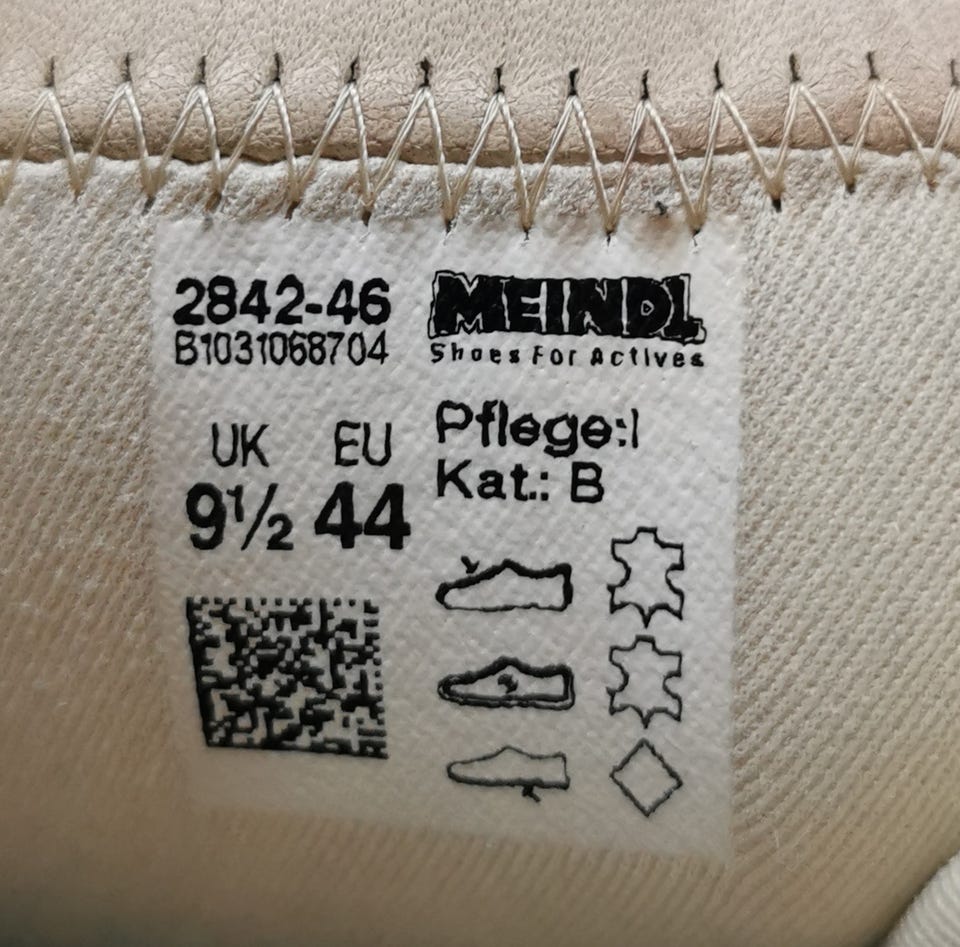 2842-46
B1031068704
MEINDL
Shoes For Actives
UK EU
9½ 44
Pflege:I
Kat.: B